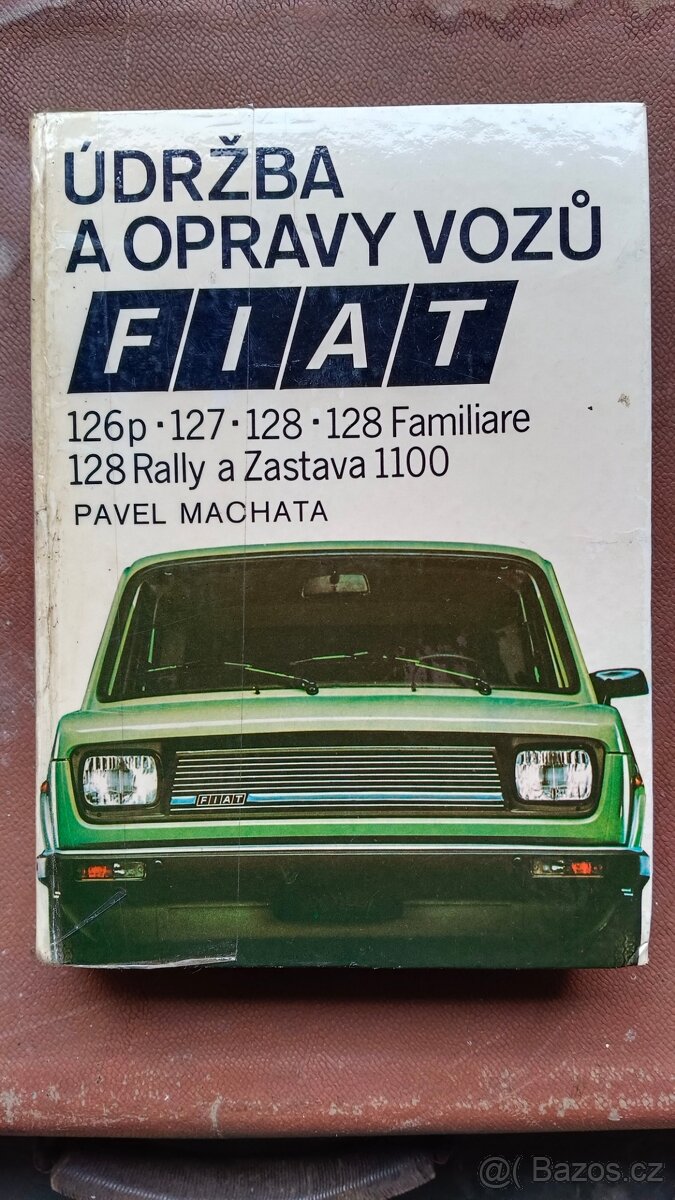 ÚDRŽBA
A OPRAVY VOZŮ
FIAT
126p · 127 · 128 · 128 Familiare
128 Rally a Zastava 1100
PAVEL MACHATA
FIAT
@( Bazos.cz